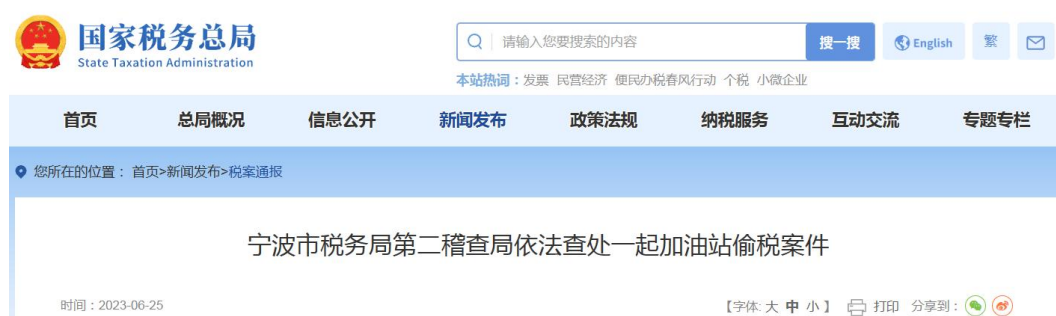 国家税务总局
State Taxation Administration
请输入您要搜索的内容 搜一搜 English 繁
本站热词：发票 民营经济 便民办税春风行动 个税 小微企业
首页 总局概况 信息公开 新闻发布 政策法规 纳税服务 互动交流 专题专栏
您所在的位置： 首页>新闻发布>税案通报
宁波市税务局第二稽查局依法查处一起加油站偷税案件
时间：2023-06-25 【字体:大 中 小】 打印 分享到：